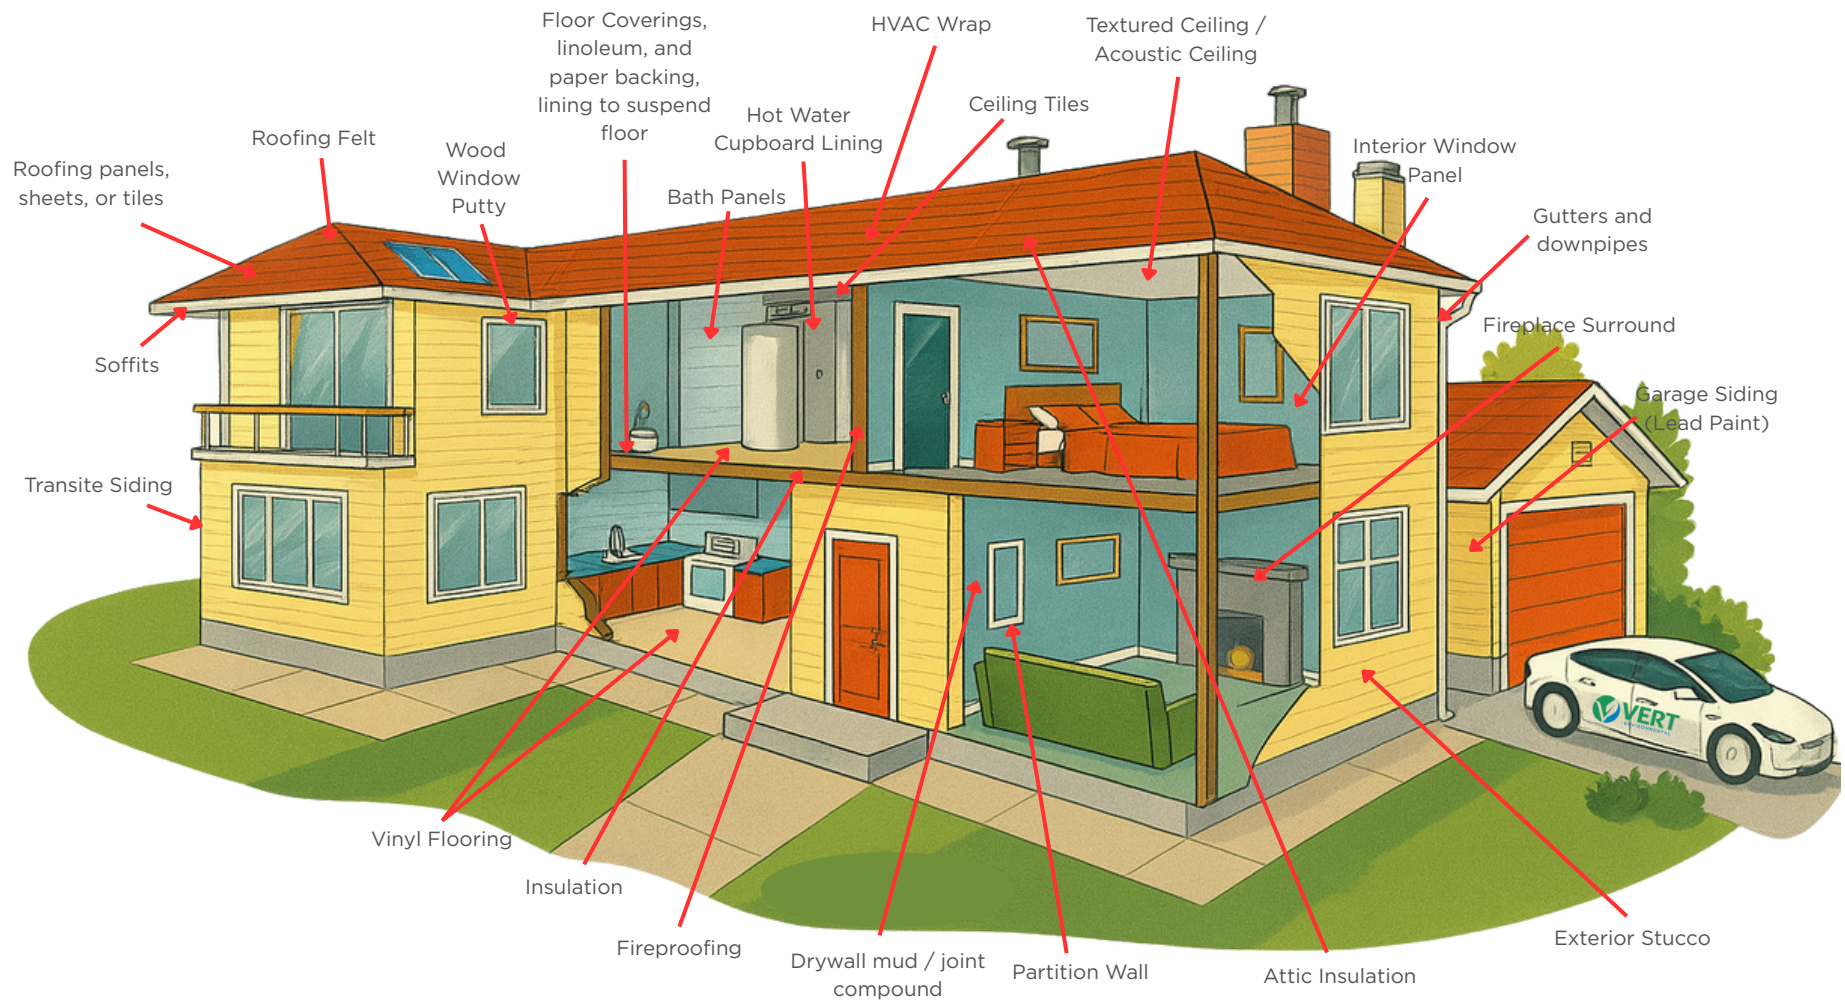 Floor Coverings,
linoleum, and
paper backing,
lining to suspend
floor
HVAC Wrap
Textured Ceiling /
Acoustic Ceiling
Ceiling Tiles
Hot Water
Cupboard Lining
Roofing Felt
Wood
Window
Putty
Interior Window
Panel
Roofing panels,
sheets, or tiles
Bath Panels
Gutters and
downpipes
Fireplace Surround
Soffits
Garage Siding
(Lead Paint)
Transite Siding
VERT
ENVIRONMENTAL
Vinyl Flooring
Insulation
Fireproofing
Drywall mud / joint
compound
Partition Wall
Attic Insulation
Exterior Stucco